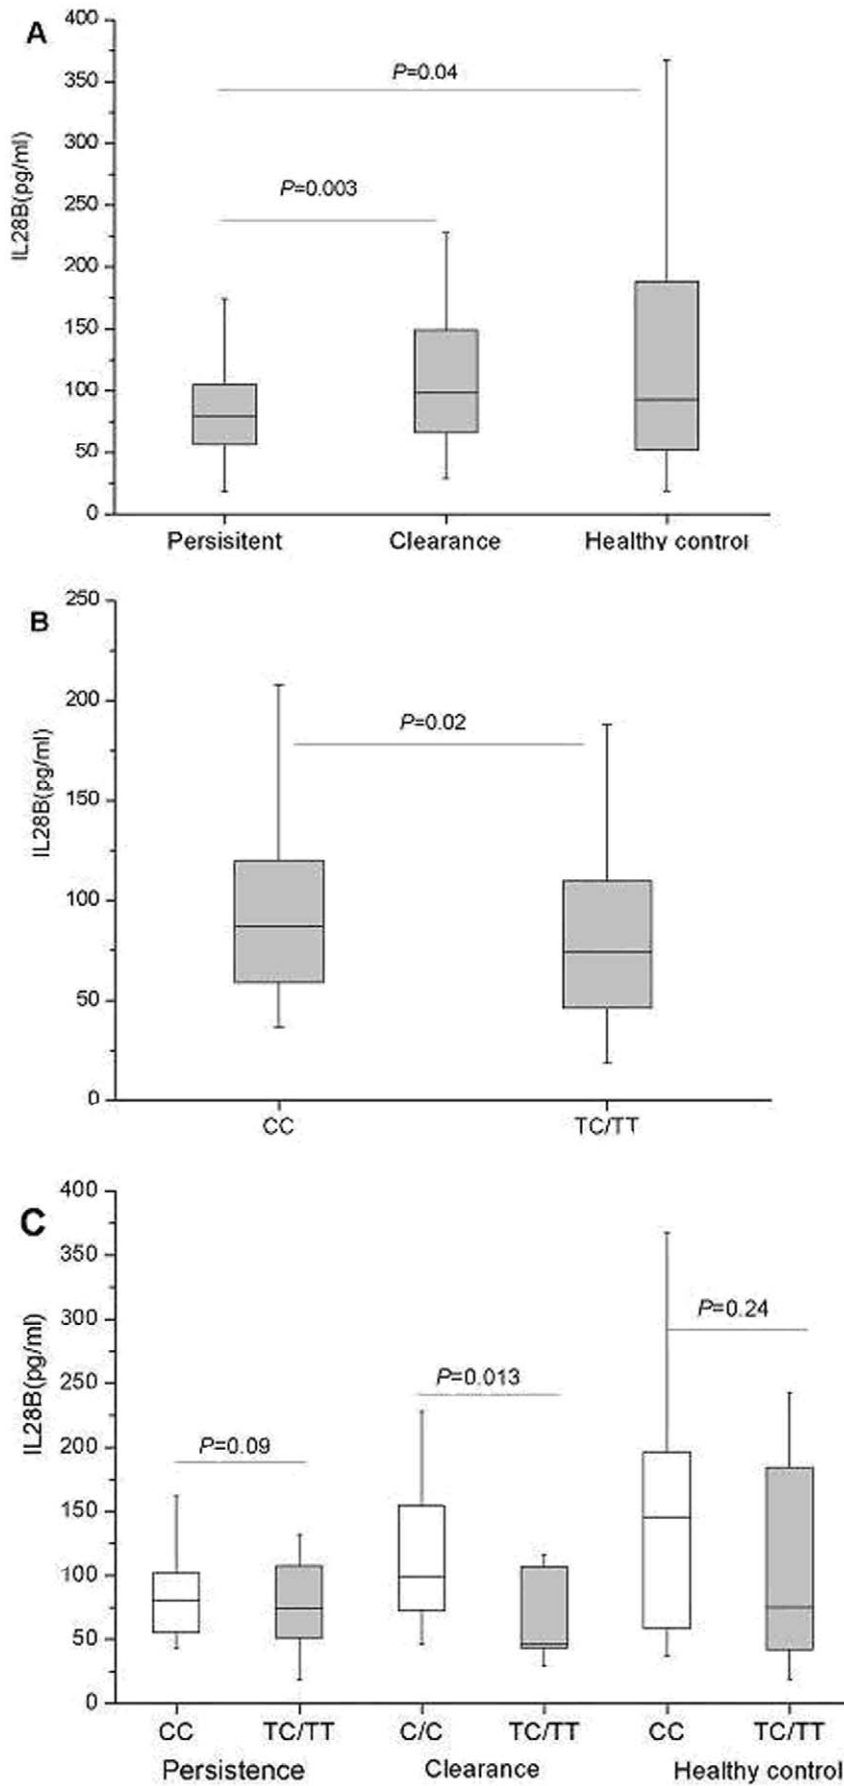 A
400
350
300
250
200
150
100
50
0
IL28B(pg/ml)
P=0.04
P=0.003
Persisitent Clearance Healthy control
B
250
200
150
100
50
0
IL28B(pg/ml)
P=0.02
CC TC/TT
C
400
350
300
250
200
150
100
50
0
IL28B(pg/ml)
P=0.24
P=0.013
P=0.09
CC TC/TT C/C TC/TT CC TC/TT
Persistence Clearance Healthy control